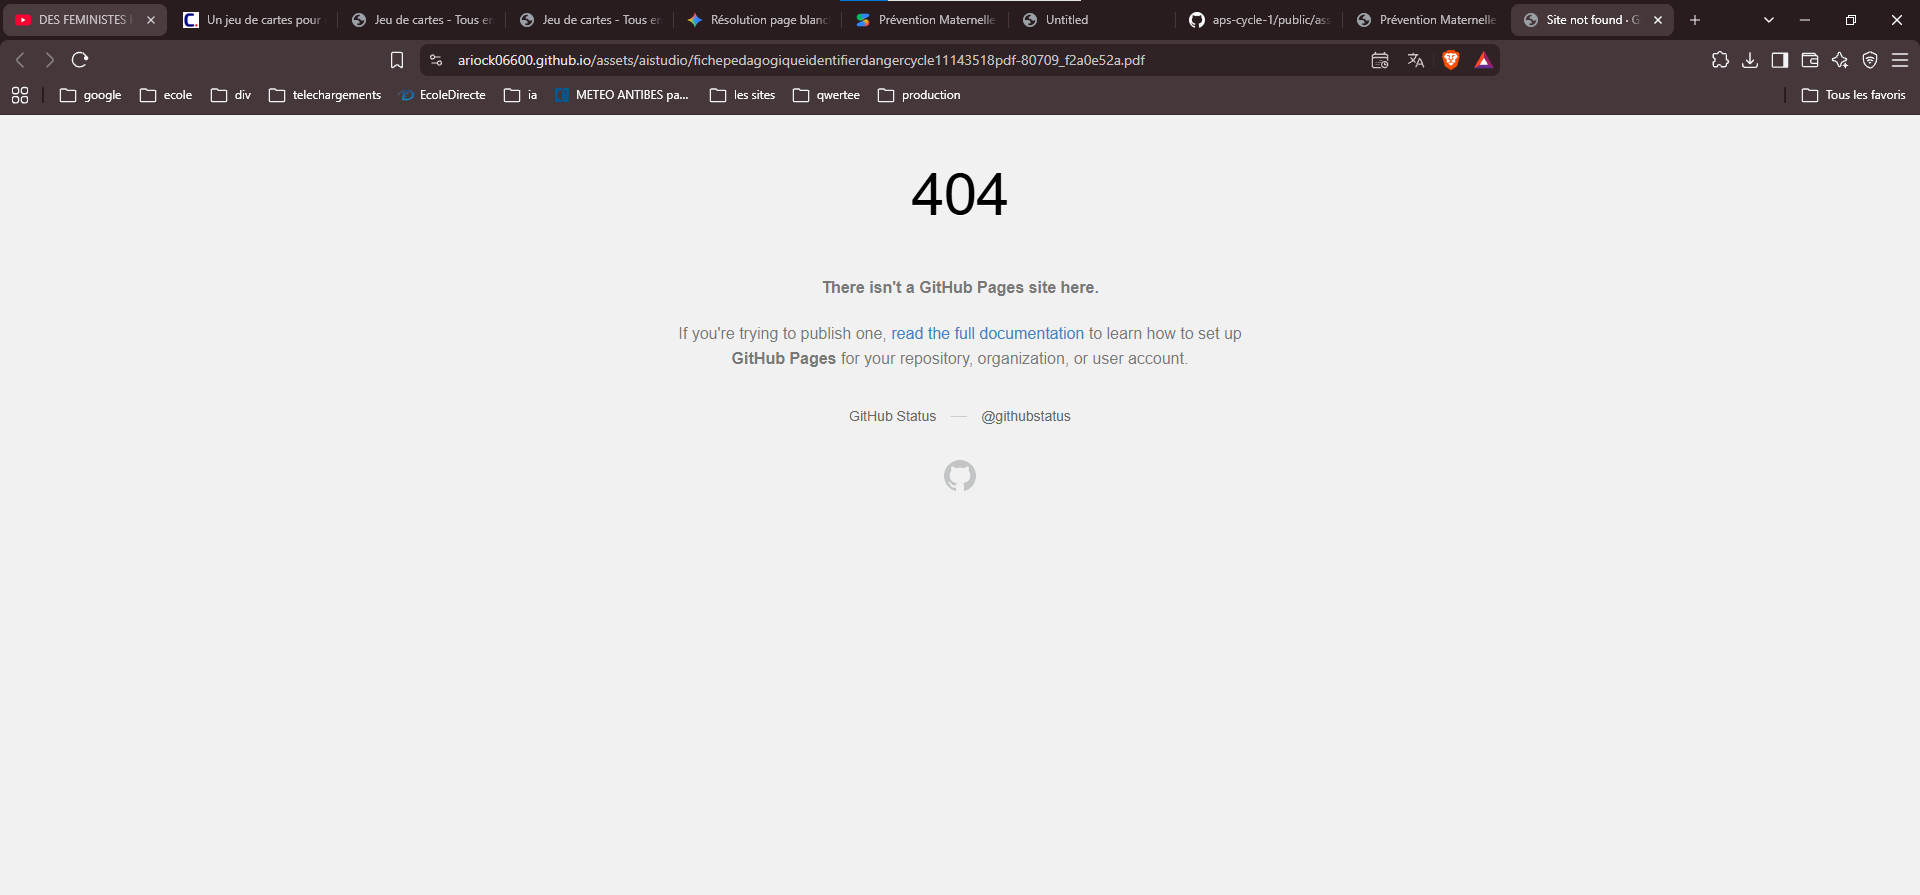 DES FEMINISTES
Un jeu de cartes pour
Jeu de cartes - Tous en
Jeu de cartes - Tous en
Résolution page blanc
Prévention Maternelle
Untitled
aps-cycle-1/public/ass
Prévention Maternelle
Site not found · G
ariock06600.github.io/assets/aistudio/fichepedagogiqueidentifierdangercycle11143518pdf-80709_f2a0e52a.pdf
google
ecole
div
telechargements
EcoleDirecte
ia
METEO ANTIBES pa...
les sites
qwertee
production
Tous les favoris
404
There isn't a GitHub Pages site here.
If you're trying to publish one, read the full documentation to learn how to set up
GitHub Pages for your repository, organization, or user account.
GitHub Status — @githubstatus